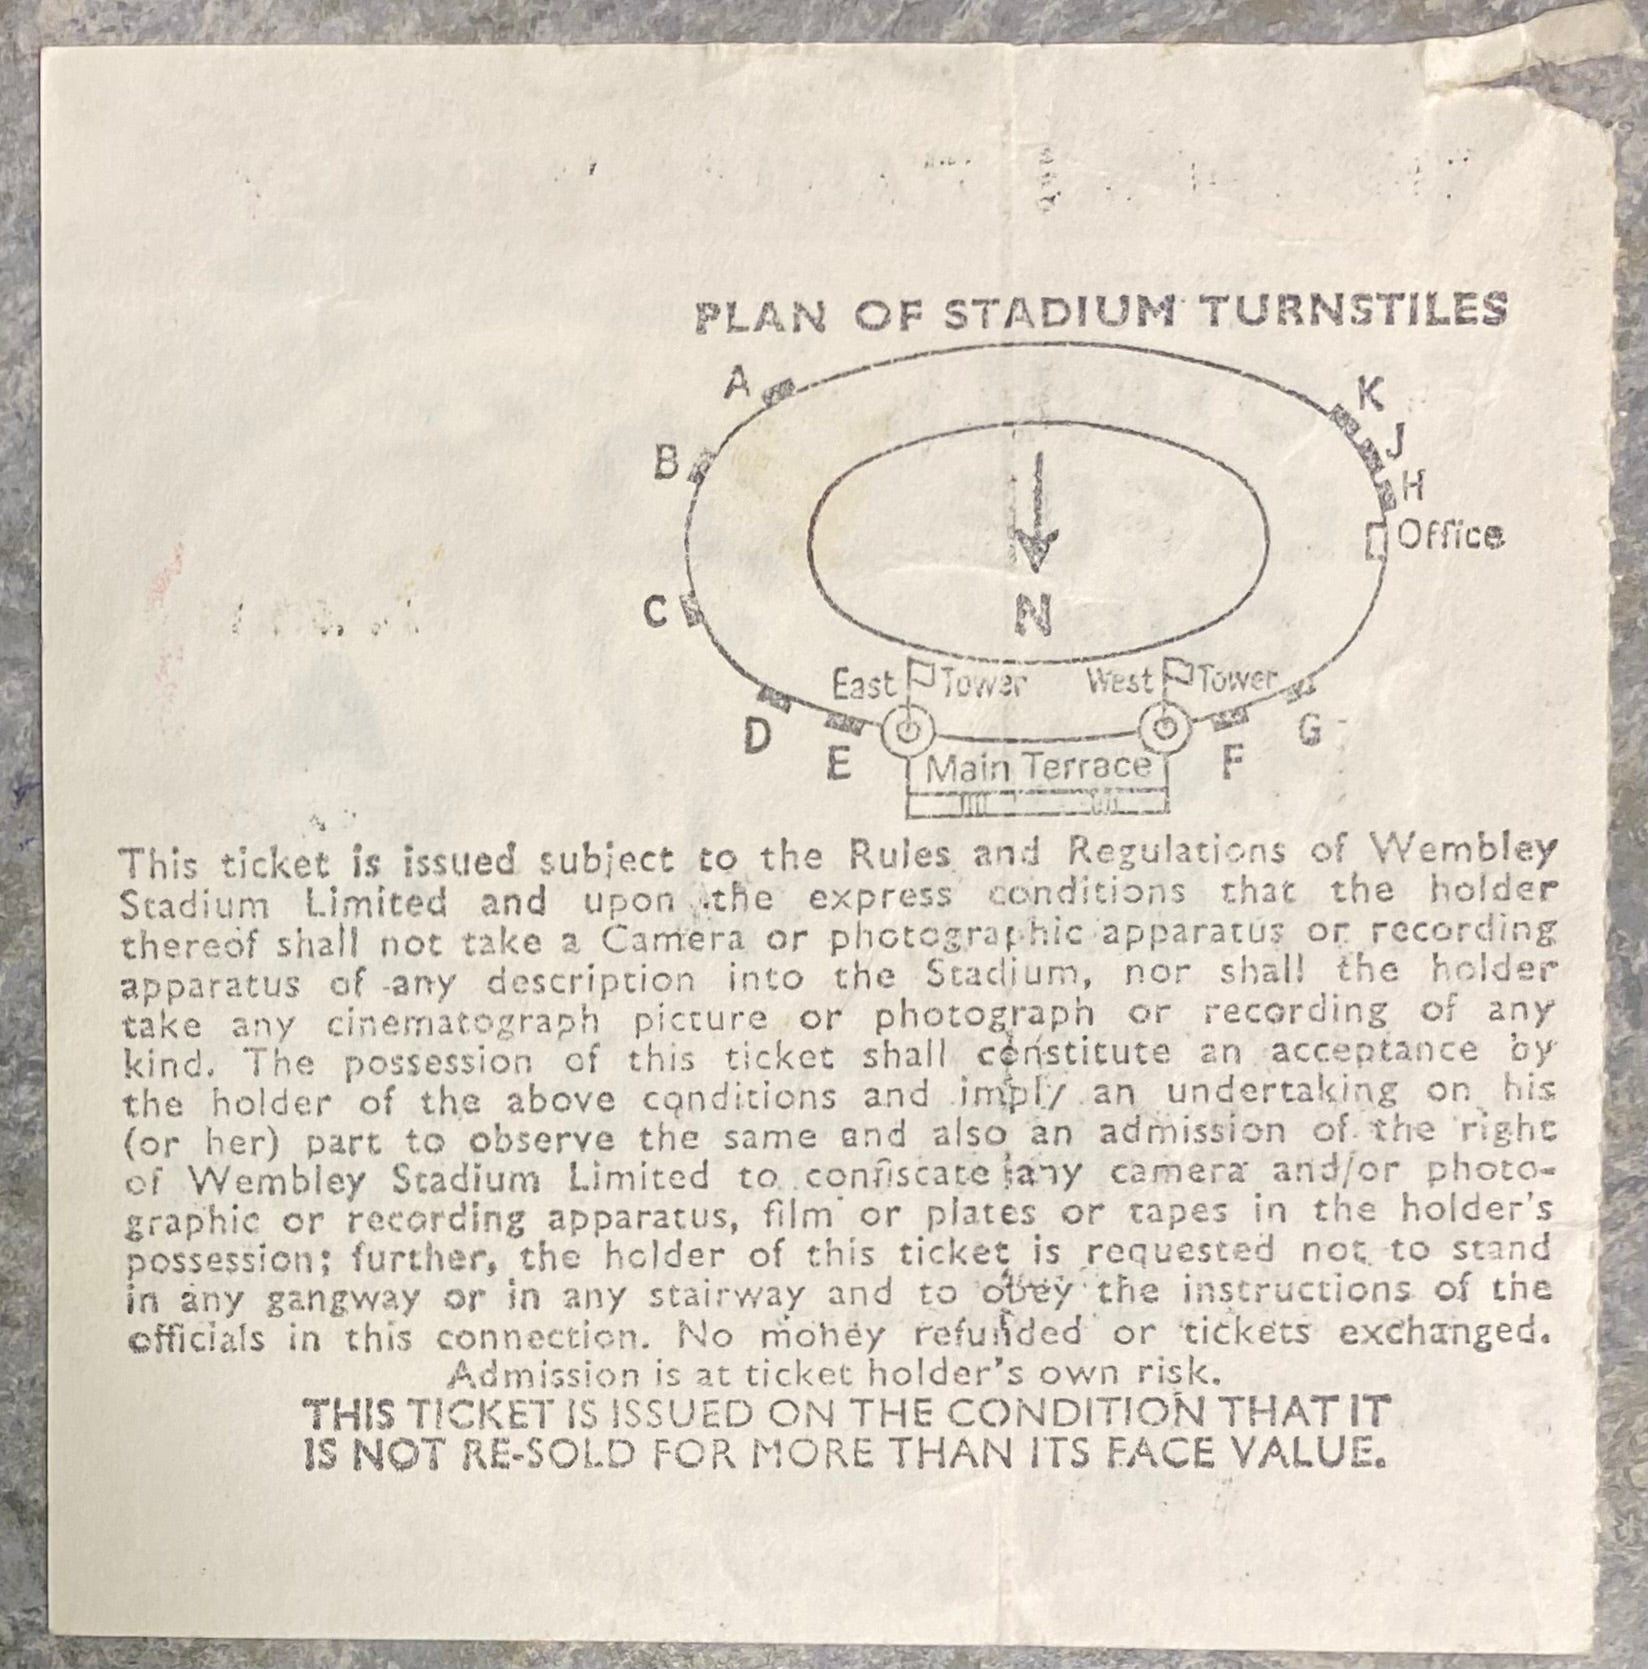 PLAN OF STADIUM TURNSTILES
A
K
B
J
H
Office
C
N
East Tower
West Tower
D
G
E
F
Main Terrace
This ticket is issued subject to the Rules and Regulations of Wembley
Stadium Limited and upon the express conditions that the holder
thereof shall not take a Camera or photographic apparatus or recording
apparatus of any description into the Stadium, nor shall the holder
take any cinematograph picture or photograph or recording of any
kind. The possession of this ticket shall constitute an acceptance by
the holder of the above conditions and imply an undertaking on his
(or her) part to observe the same and also an admission of the right
of Wembley Stadium Limited to confiscate any camera and/or photo-
graphic or recording apparatus, film or plates or tapes in the holder's
possession; further, the holder of this ticket is requested not to stand
in any gangway or in any stairway and to obey the instructions of the
officials in this connection. No money refunded or tickets exchanged.
Admission is at ticket holder's own risk.
THIS TICKET IS ISSUED ON THE CONDITION THAT IT
IS NOT RE-SOLD FOR MORE THAN ITS FACE VALUE.